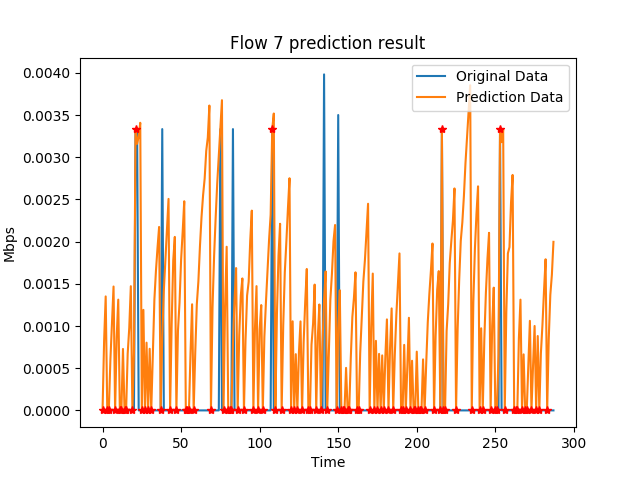 Flow 7 prediction result
Original Data
Prediction Data
Mbps
0.0040
0.0035
0.0030
0.0025
0.0020
0.0015
0.0010
0.0005
0.0000
0 50 100 150 200 250 300
Time